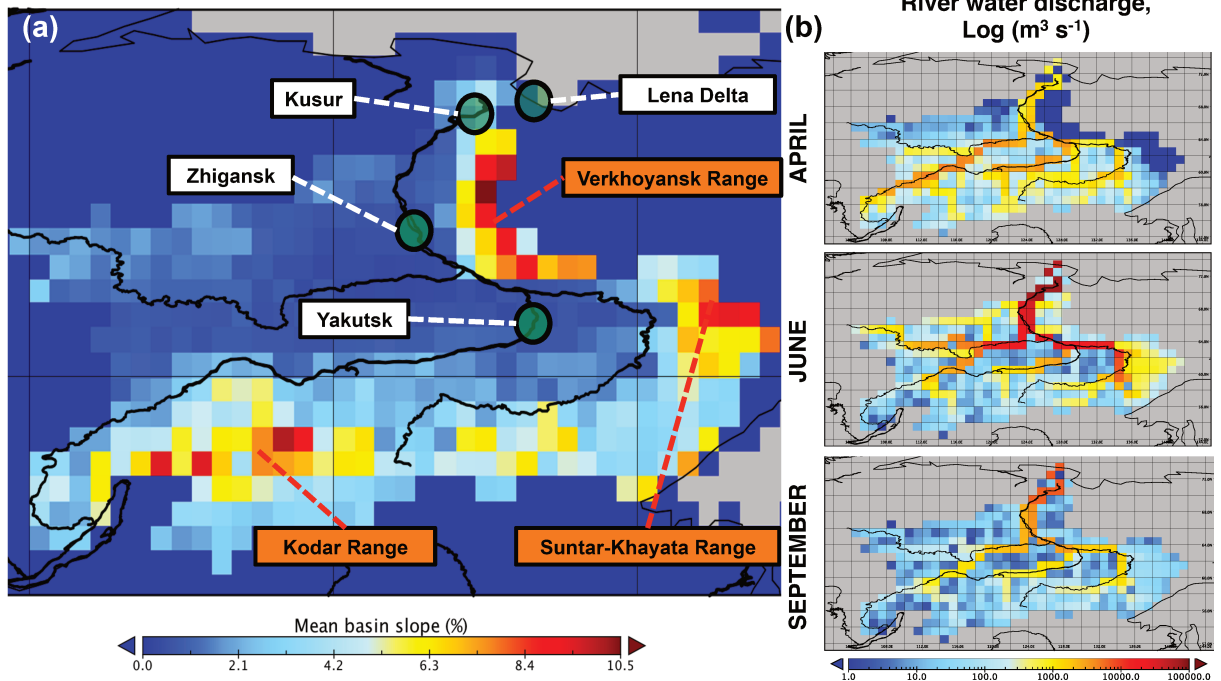 (a)
Kusur
Lena Delta
Zhigansk
Verkhoyansk Range
Yakutsk
Kodar Range
Suntar-Khayata Range
Mean basin slope (%)
0.0 2.1 4.2 6.3 8.4 10.5
(b)
River water discharge,
Log (m³ s⁻¹)
APRIL
JUNE
SEPTEMBER
1.0 10.0 100.0 1000.0 10000.0 100000.0